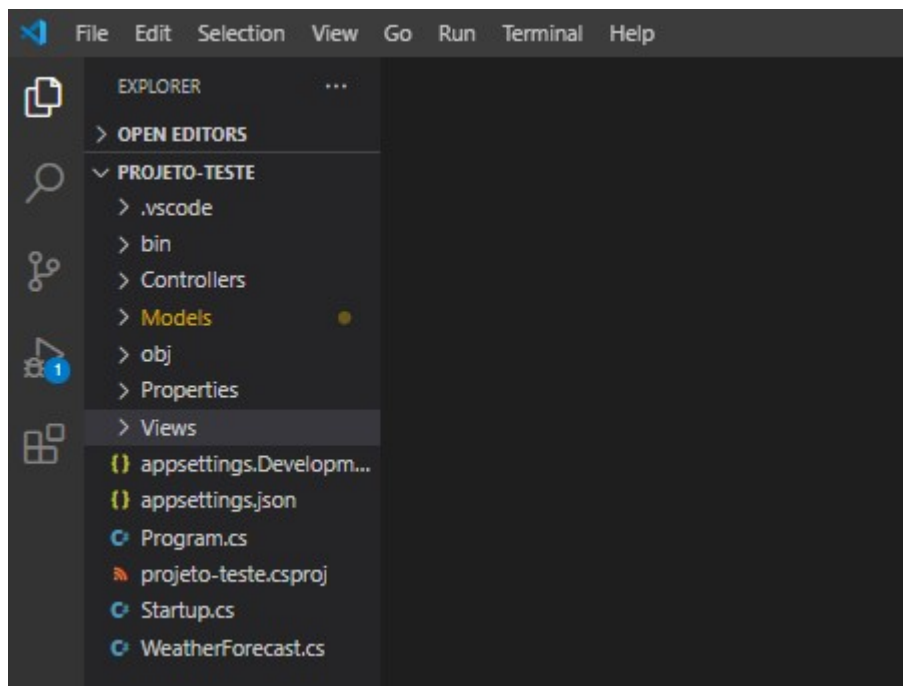 File Edit Selection View Go Run Terminal Help
EXPLORER ...
OPEN EDITORS
PROJETO-TESTE
.vscode
bin
Controllers
Models
obj
Properties
1
Views
{} appsettings.Developm...
{} appsettings.json
C# Program.cs
projeto-teste.csproj
C# Startup.cs
C# WeatherForecast.cs